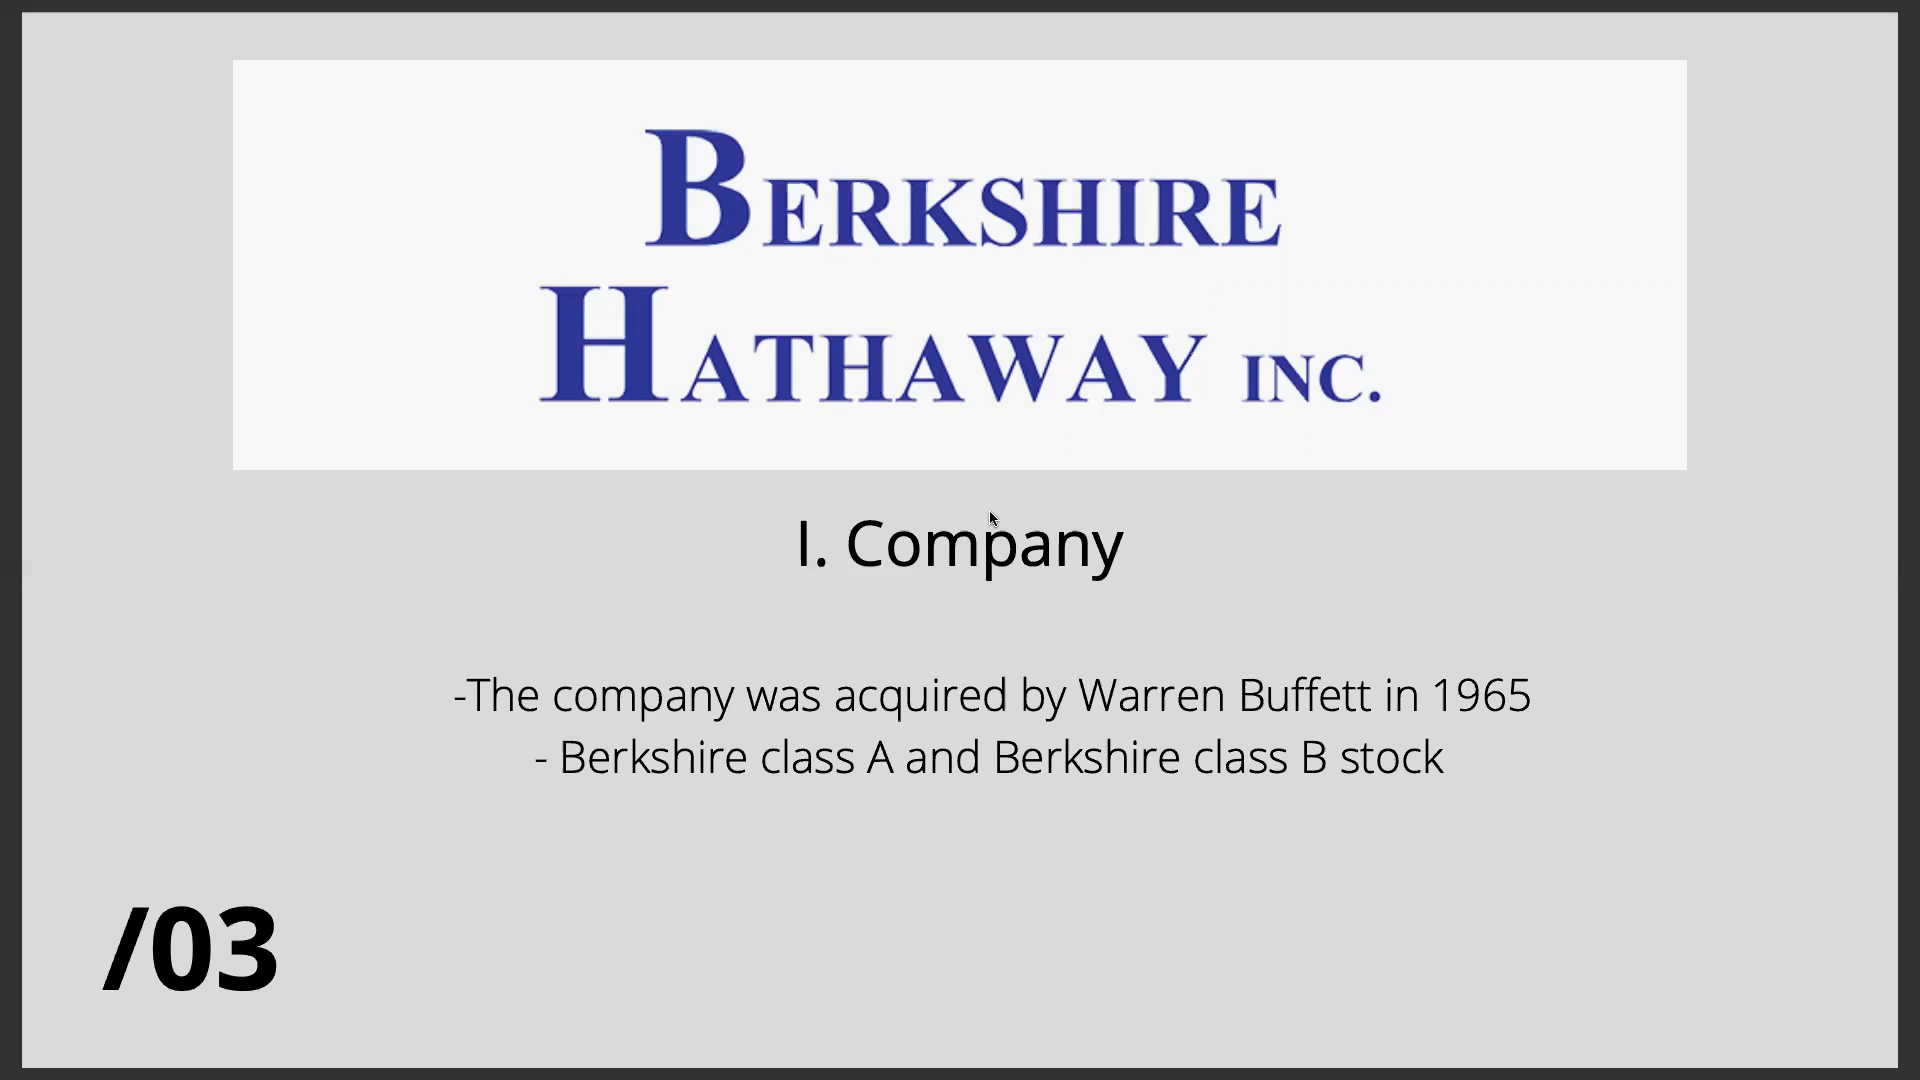 BERKSHIRE
HATHAWAY INC.
I. Company
-The company was acquired by Warren Buffett in 1965
- Berkshire class A and Berkshire class B stock
/03